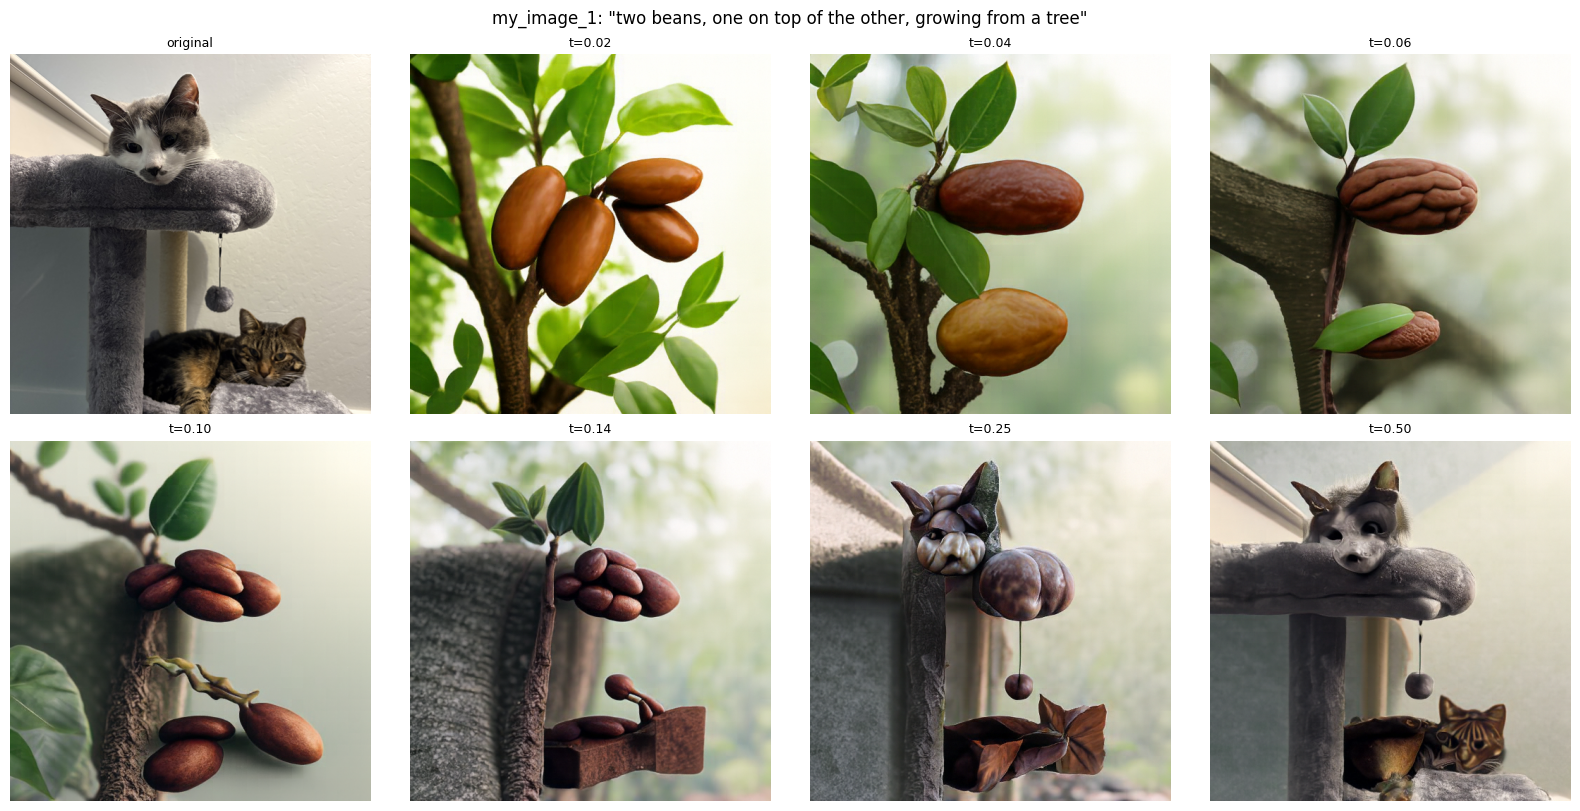 my_image_1: "two beans, one on top of the other, growing from a tree"
original
t=0.02
t=0.04
t=0.06
t=0.10
t=0.14
t=0.25
t=0.50